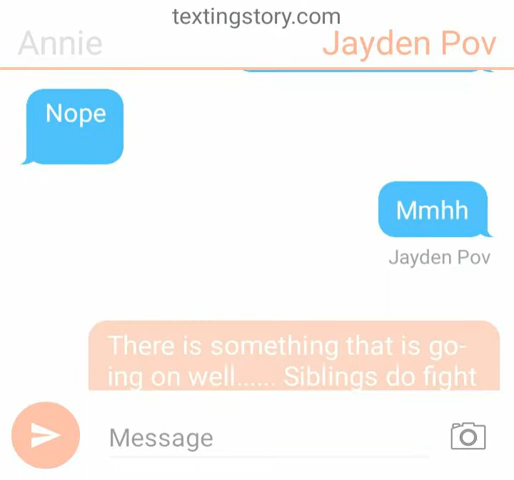 textingstory.com
Annie
Jayden Pov
Nope
Mmhh
Jayden Pov
There is something that is go-
ing on well...... Siblings do fight
Message